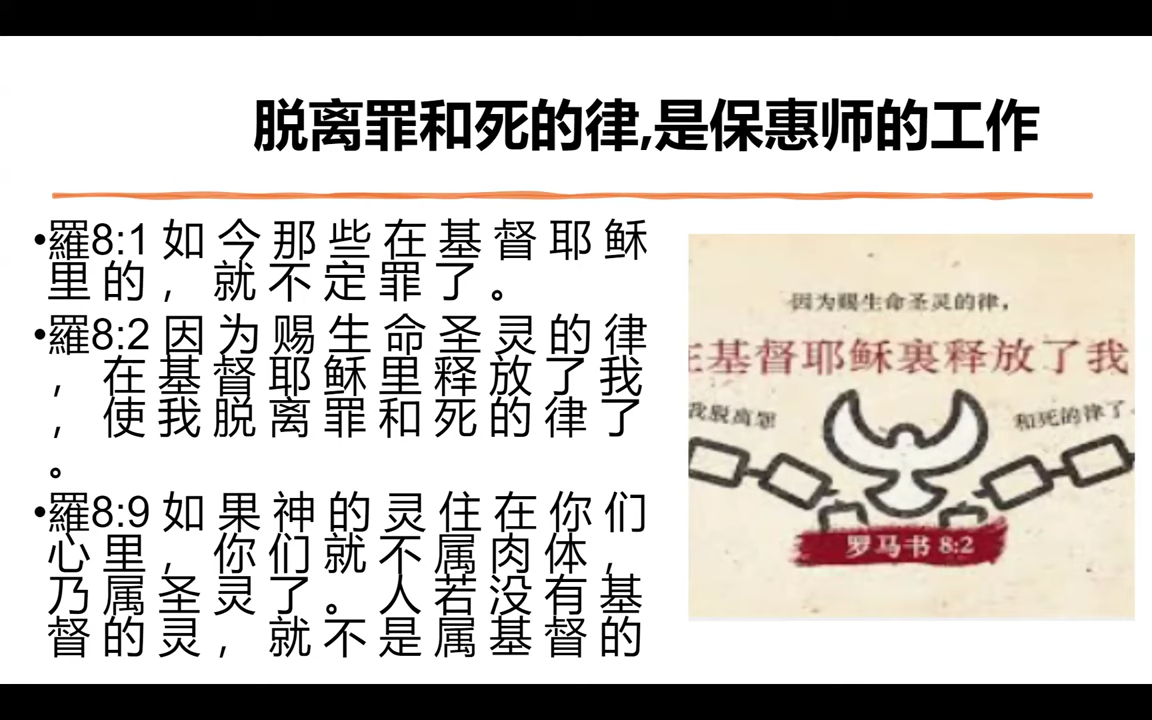 脱离罪和死的律,是保惠师的工作
•羅8:1如今那些在基督耶稣
里的，就不定罪了。
•羅8:2因为赐生命圣灵的律
，在基督耶稣里释放了我
，使我脱离罪和死的律了
。
•羅8:9如果神的灵住在你们
心里，你们就不属肉体，
乃属圣灵了。人若没有基
督的灵，就不是属基督的
因为赐生命圣灵的律，
在基督耶稣裏释放了我
我脱离罪
和死的律了。
罗马书 8:2